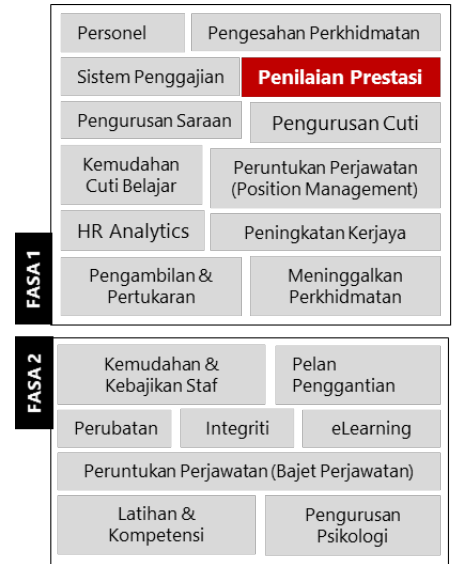 FASA 1
Personel
Pengesahan Perkhidmatan
Sistem Penggajian
Penilaian Prestasi
Pengurusan Saraan
Pengurusan Cuti
Kemudahan
Cuti Belajar
Peruntukan Perjawatan
(Position Management)
HR Analytics
Peningkatan Kerjaya
Pengambilan &
Pertukaran
Meninggalkan
Perkhidmatan
FASA 2
Kemudahan &
Kebajikan Staf
Pelan
Penggantian
Perubatan
Integriti
eLearning
Peruntukan Perjawatan (Bajet Perjawatan)
Latihan &
Kompetensi
Pengurusan
Psikologi